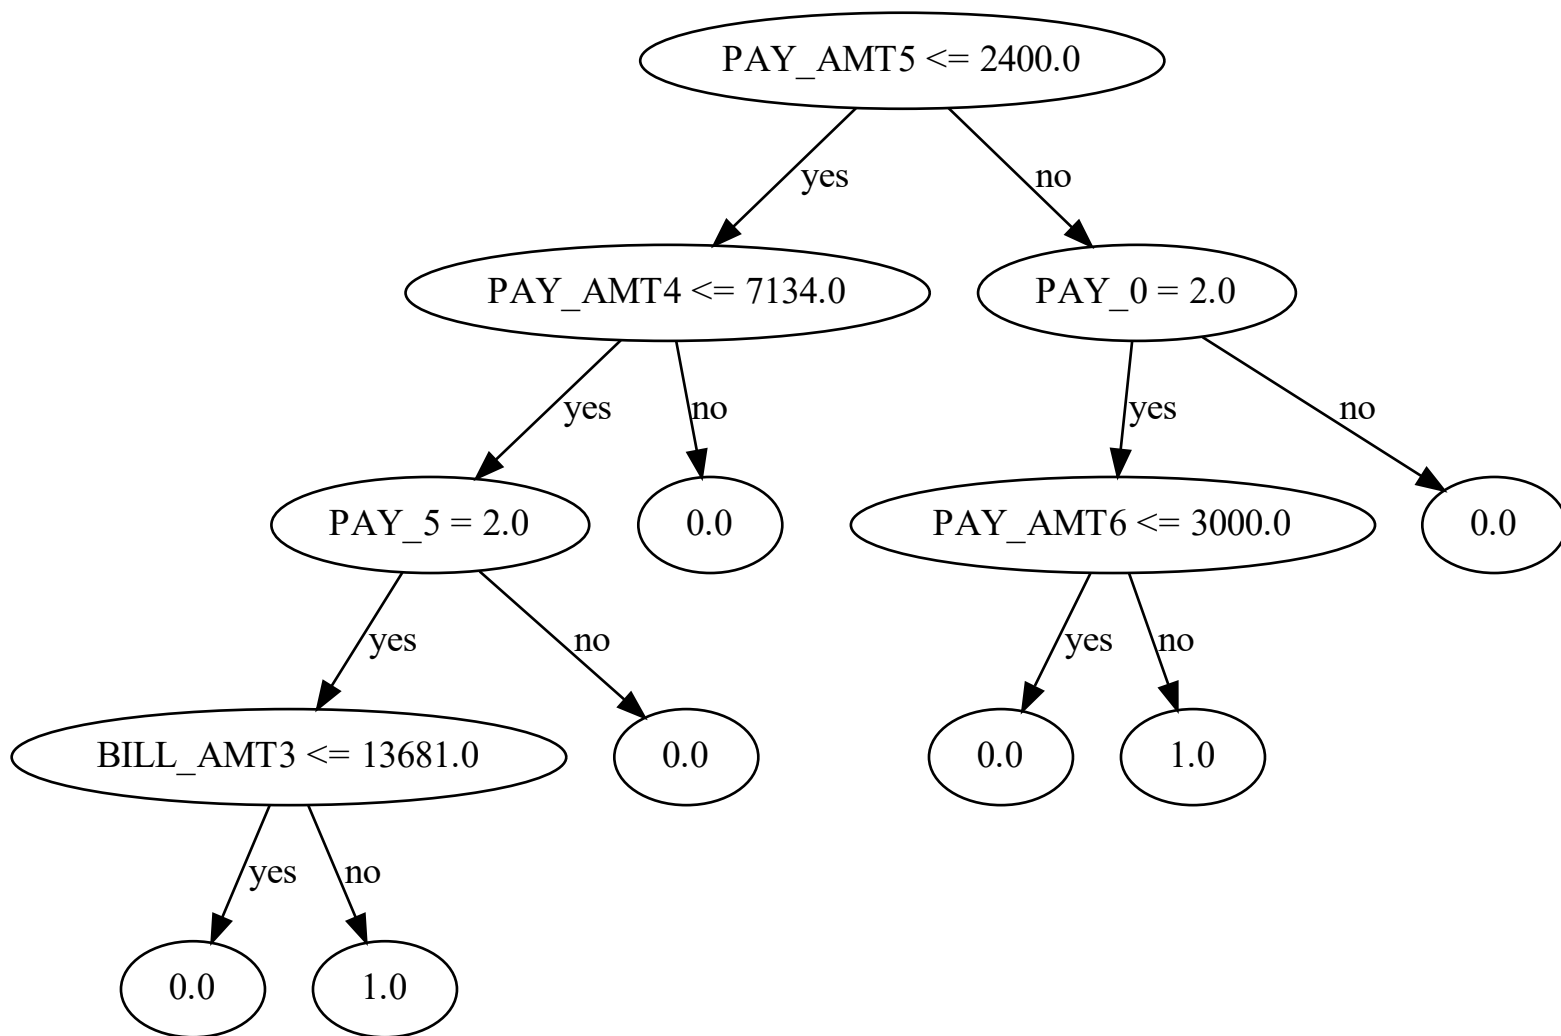 PAY_AMT5 <= 2400.0
yes
no
PAY_AMT4 <= 7134.0
PAY_0 = 2.0
yes
no
yes
no
PAY_5 = 2.0
0.0
PAY_AMT6 <= 3000.0
0.0
yes
no
yes
no
BILL_AMT3 <= 13681.0
0.0
0.0
1.0
yes
no
0.0
1.0